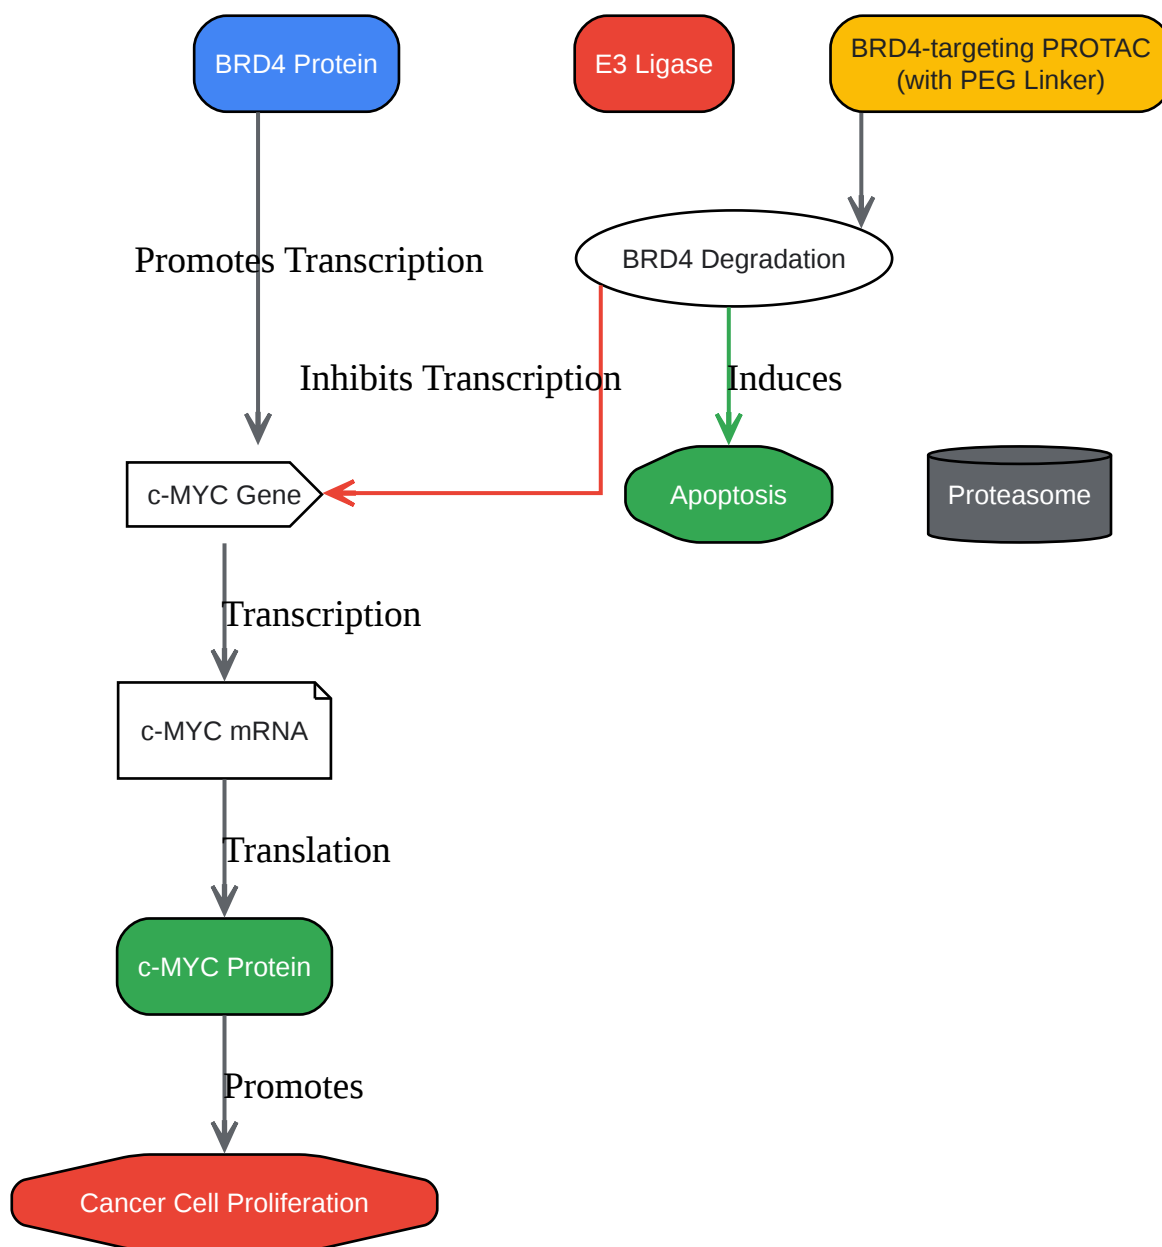 BRD4 Protein
E3 Ligase
BRD4-targeting PROTAC
(with PEG Linker)
Promotes Transcription
BRD4 Degradation
Inhibits Transcription
Induces
c-MYC Gene
Apoptosis
Proteasome
Transcription
c-MYC mRNA
Translation
c-MYC Protein
Promotes
Cancer Cell Proliferation